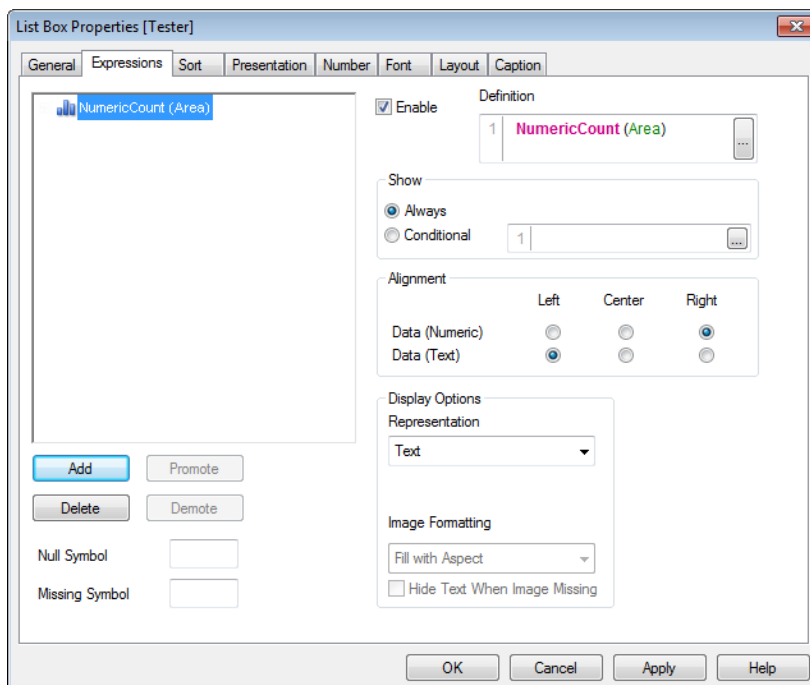 List Box Properties [Tester]
General Expressions Sort Presentation Number Font Layout Caption
NumericCount (Area)
Enable
Definition
1 NumericCount (Area)
...
Show
Always
Conditional
1
...
Alignment
Left Center Right
Data (Numeric)
Data (Text)
Display Options
Representation
Text
Add Promote
Delete Demote
Image Formatting
Fill with Aspect
Hide Text When Image Missing
Null Symbol
Missing Symbol
OK Cancel Apply Help